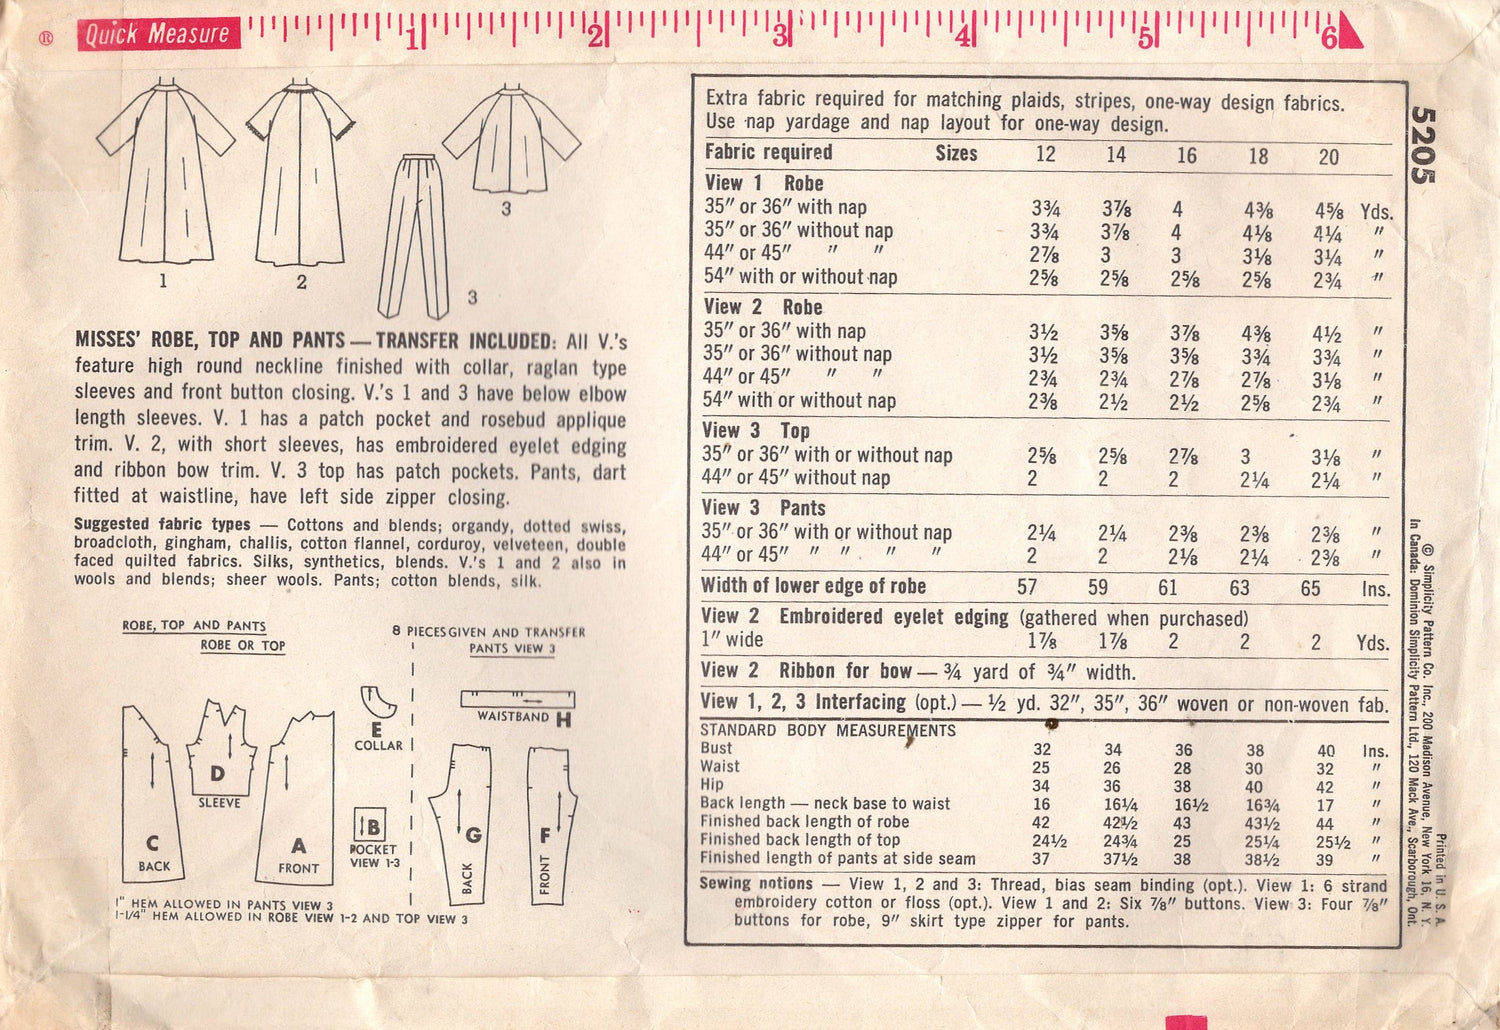 ® Quick Measure 1 2 3 4 5 6
1
2
3
3
MISSES' ROBE, TOP AND PANTS — TRANSFER INCLUDED: All V.'s
feature high round neckline finished with collar, raglan type
sleeves and front button closing. V.'s 1 and 3 have below elbow
length sleeves. V. 1 has a patch pocket and rosebud applique
trim. V. 2, with short sleeves, has embroidered eyelet edging
and ribbon bow trim. V. 3 top has patch pockets. Pants, dart
fitted at waistline, have left side zipper closing.
Suggested fabric types — Cottons and blends; organdy, dotted swiss,
broadcloth, gingham, challis, cotton flannel, corduroy, velveteen, double
faced quilted fabrics. Silks, synthetics, blends. V.'s 1 and 2 also in
wools and blends; sheer wools. Pants; cotton blends, silk.
ROBE, TOP AND PANTS
ROBE OR TOP
8 PIECES GIVEN AND TRANSFER
PANTS VIEW 3
C
BACK
D
SLEEVE
A
FRONT
E
COLLAR
B
POCKET
VIEW 1-3
WAISTBAND H
G
BACK
F
FRONT
1" HEM ALLOWED IN PANTS VIEW 3
1-1/4" HEM ALLOWED IN ROBE VIEW 1-2 AND TOP VIEW 3
Extra fabric required for matching plaids, stripes, one-way design fabrics.
Use nap yardage and nap layout for one-way design.
Fabric required Sizes 12 14 16 18 20
View 1 Robe
35" or 36" with nap 3¾ 3⅞ 4 4⅜ 4⅝ Yds.
35" or 36" without nap 3¾ 3⅞ 4 4⅛ 4¼ "
44" or 45" " " 2⅞ 3 3 3⅛ 3¼ "
54" with or without nap 2⅝ 2⅝ 2⅝ 2⅝ 2¾ "
View 2 Robe
35" or 36" with nap 3½ 3⅝ 3⅞ 4⅜ 4½ "
35" or 36" without nap 3½ 3⅝ 3⅝ 3¾ 3¾ "
44" or 45" " " 2¾ 2¾ 2⅞ 2⅞ 3⅛ "
54" with or without nap 2⅜ 2½ 2½ 2⅝ 2¾ "
View 3 Top
35" or 36" with or without nap 2⅝ 2⅝ 2⅞ 3 3⅛ "
44" or 45" without nap 2 2 2 2¼ 2¼ "
View 3 Pants
35" or 36" with or without nap 2¼ 2¼ 2⅜ 2⅜ 2⅜ "
44" or 45" " " " " 2 2 2⅛ 2¼ 2⅜ "
Width of lower edge of robe 57 59 61 63 65 Ins.
View 2 Embroidered eyelet edging (gathered when purchased)
1" wide 1⅞ 1⅞ 2 2 2 Yds.
View 2 Ribbon for bow — ¾ yard of ¾" width.
View 1, 2, 3 Interfacing (opt.) — ½ yd. 32", 35", 36" woven or non-woven fab.
STANDARD BODY MEASUREMENTS
Bust 32 34 36 38 40 Ins.
Waist 25 26 28 30 32 "
Hip 34 36 38 40 42 "
Back length — neck base to waist 16 16¼ 16½ 16¾ 17 "
Finished back length of robe 42 42½ 43 43½ 44 "
Finished back length of top 24½ 24¾ 25 25¼ 25½ "
Finished length of pants at side seam 37 37½ 38 38½ 39 "
Sewing notions — View 1, 2 and 3: Thread, bias seam binding (opt.). View 1: 6 strand
embroidery cotton or floss (opt.). View 1 and 2: Six ⅞" buttons. View 3: Four ⅞"
buttons for robe, 9" skirt type zipper for pants.
5205
Printed in U. S. A.
© Simplicity Pattern Co. Inc., 200 Madison Avenue, New York 16, N. Y.
In Canada: Dominion Simplicity Pattern Ltd., 120 Mack Ave., Scarborough, Ont.